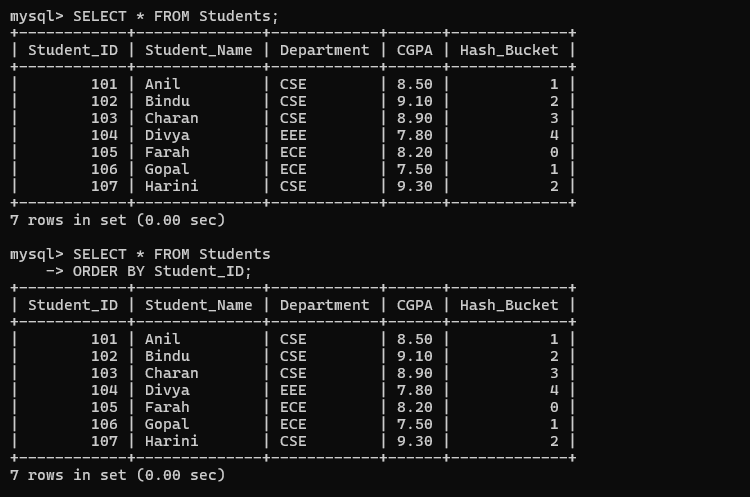 mysql> SELECT * FROM Students;
+------------+--------------+------------+------+-------------+
| Student_ID | Student_Name | Department | CGPA | Hash_Bucket |
+------------+--------------+------------+------+-------------+
|        101 | Anil         | CSE        | 8.50 |           1 |
|        102 | Bindu        | CSE        | 9.10 |           2 |
|        103 | Charan       | CSE        | 8.90 |           3 |
|        104 | Divya        | EEE        | 7.80 |           4 |
|        105 | Farah        | ECE        | 8.20 |           0 |
|        106 | Gopal        | ECE        | 7.50 |           1 |
|        107 | Harini       | CSE        | 9.30 |           2 |
+------------+--------------+------------+------+-------------+
7 rows in set (0.00 sec)

mysql> SELECT * FROM Students
    -> ORDER BY Student_ID;
+------------+--------------+------------+------+-------------+
| Student_ID | Student_Name | Department | CGPA | Hash_Bucket |
+------------+--------------+------------+------+-------------+
|        101 | Anil         | CSE        | 8.50 |           1 |
|        102 | Bindu        | CSE        | 9.10 |           2 |
|        103 | Charan       | CSE        | 8.90 |           3 |
|        104 | Divya        | EEE        | 7.80 |           4 |
|        105 | Farah        | ECE        | 8.20 |           0 |
|        106 | Gopal        | ECE        | 7.50 |           1 |
|        107 | Harini       | CSE        | 9.30 |           2 |
+------------+--------------+------------+------+-------------+
7 rows in set (0.00 sec)